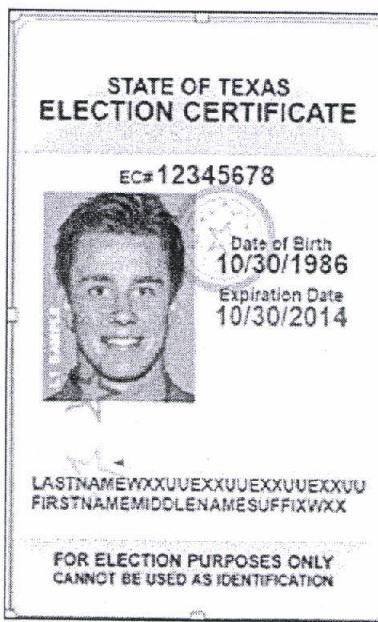 STATE OF TEXAS
ELECTION CERTIFICATE
EC# 12345678
Date of Birth
10/30/1986
Expiration Date
10/30/2014
SAMPLE
LASTNAMEWXXUUEXXUUEXXUUEXXUU
FIRSTNAMEMIDDLENAMESUFFIXWXX
FOR ELECTION PURPOSES ONLY
CANNOT BE USED AS IDENTIFICATION